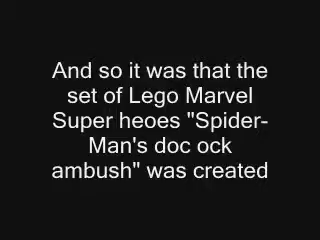 And so it was that the
set of Lego Marvel
Super heoes "Spider-
Man's doc ock
ambush" was created